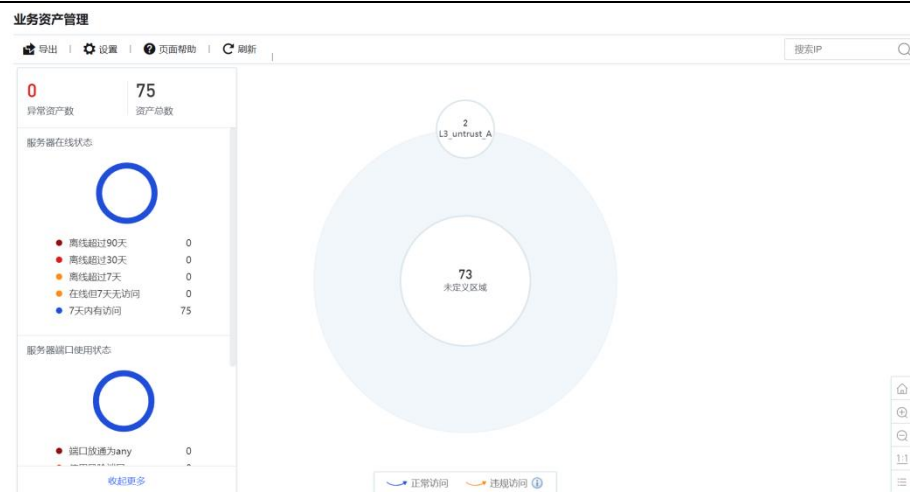 业务资产管理
导出 设置 页面帮助 刷新 搜索IP
0 75
异常资产数 资产总数
服务器在线状态
离线超过90天 0
离线超过30天 0
离线超过7天 0
在线但7天无访问 0
7天内有访问 75
服务器端口使用状态
端口放通为any 0
收起更多
2
L3_untrust_A
73
未定义区域
正常访问 违规访问
1:1